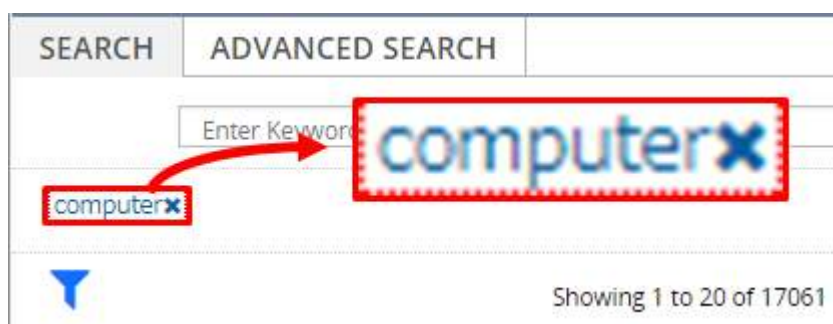 SEARCH ADVANCED SEARCH
Enter Keyword
computer✖
computer✖
Showing 1 to 20 of 17061